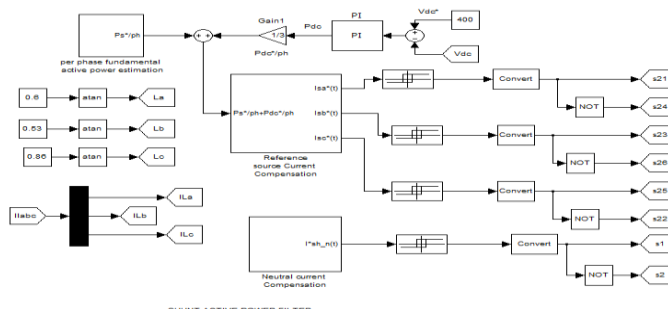 Gain1
PI
Vdc*
Ps*/ph
++
1/3
Pdc
PI
400
Pdc*/ph
Vdc
per phase fundamental
active power estimation
0.6
atan
La
0.53
atan
Lb
0.86
atan
Lc
Ps*/ph+Pdc*/ph
Isa*(t)
Isb*(t)
Isc*(t)
Reference
source Current
Compensation
Convert
s21
NOT
s24
Convert
s23
NOT
s26
Convert
s25
NOT
s22
Ilabc
ILa
ILb
ILc
I*sh_n(t)
Neutral current
Compensation
Convert
s1
NOT
s2